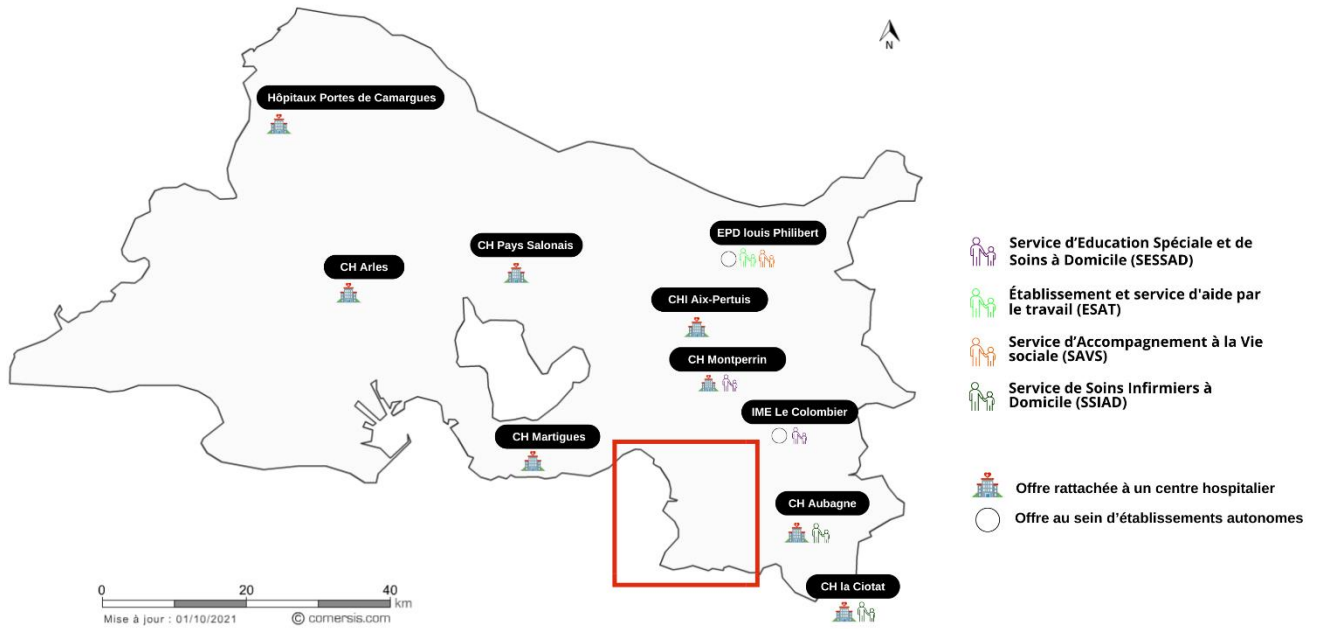 N
Hôpitaux Portes de Camargues
EPD louis Philibert
CH Pays Salonais
CH Arles
CHI Aix-Pertuis
CH Montperrin
IME Le Colombier
CH Martigues
CH Aubagne
CH la Ciotat
Service d'Education Spéciale et de
Soins à Domicile (SESSAD)
Établissement et service d'aide par
le travail (ESAT)
Service d'Accompagnement à la Vie
sociale (SAVS)
Service de Soins Infirmiers à
Domicile (SSIAD)
Offre rattachée à un centre hospitalier
Offre au sein d'établissements autonomes
0 20 40
km
Mise à jour : 01/10/2021 © comersis.com